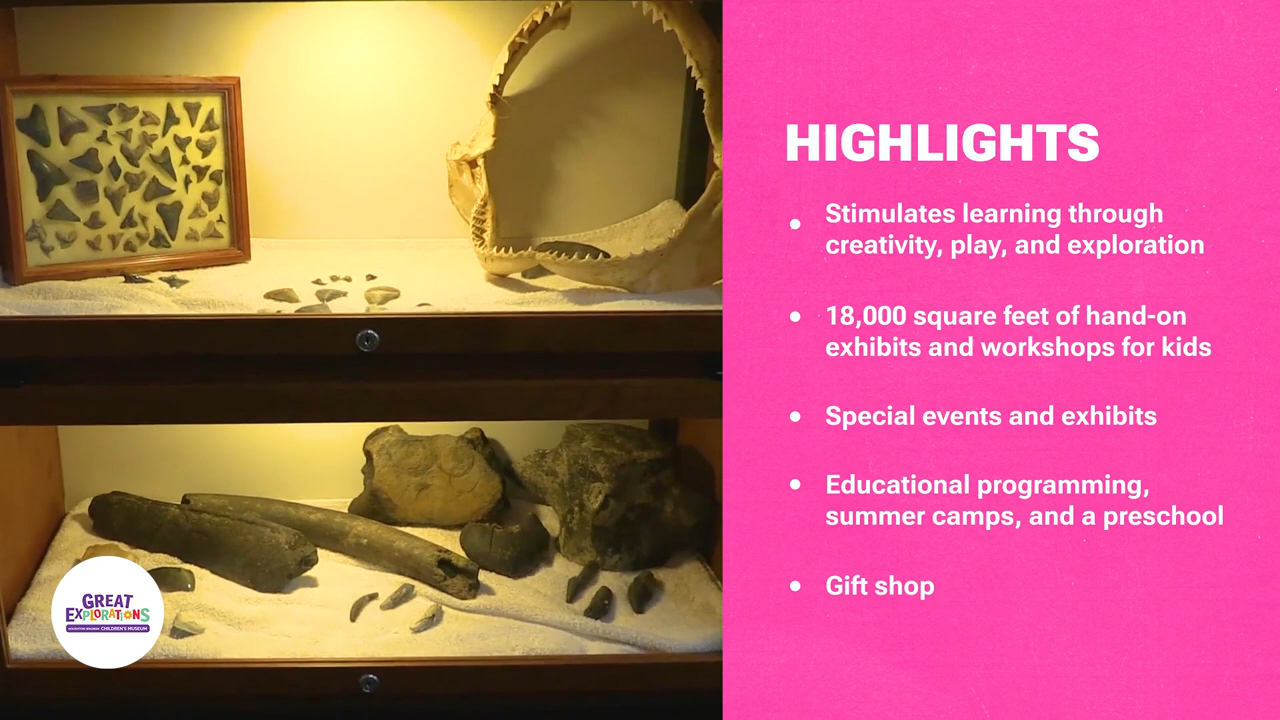 HIGHLIGHTS
• Stimulates learning through
creativity, play, and exploration
• 18,000 square feet of hand-on
exhibits and workshops for kids
• Special events and exhibits
• Educational programming,
summer camps, and a preschool
• Gift shop
GREAT
EXPLORATIONS
CHILDREN'S MUSEUM